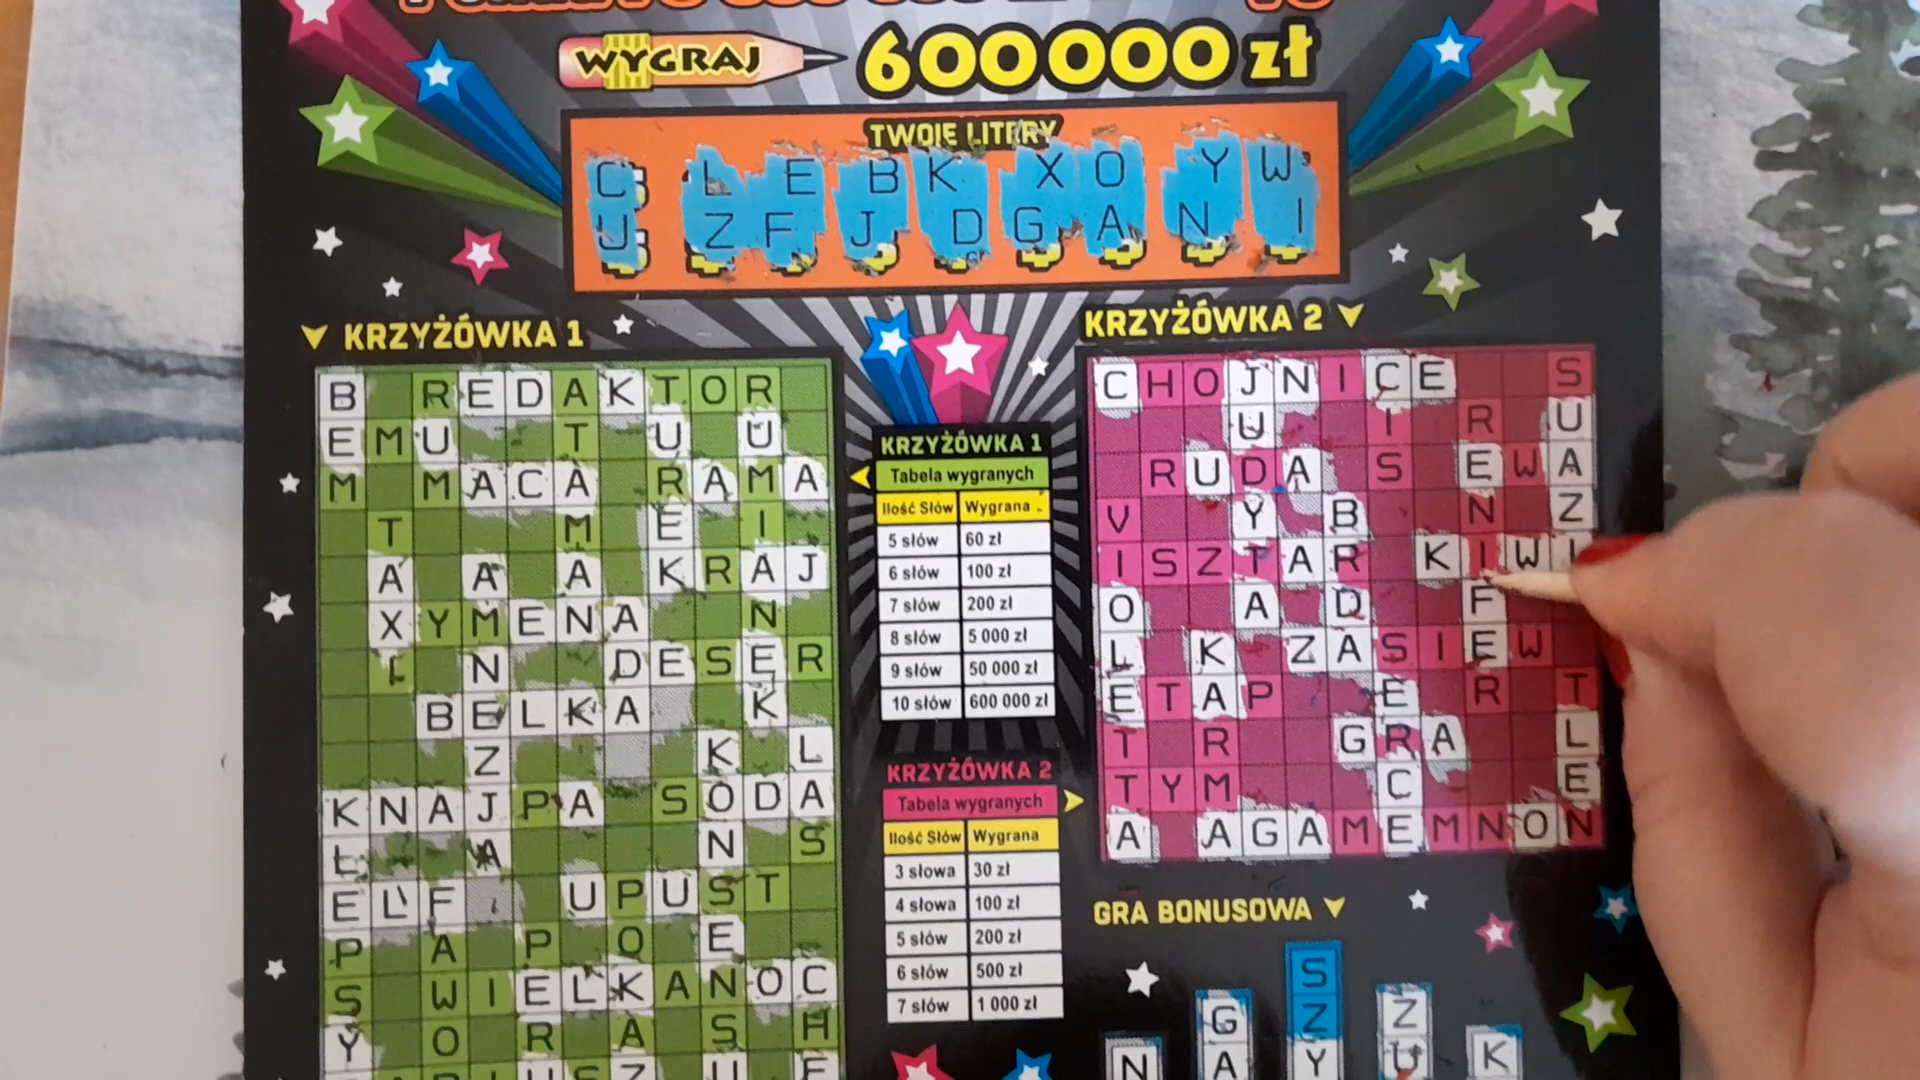 WYGRAJ 600000 zł
TWOJE LITERY
C L E B K X O Y W
U Z F J D G A N I
KRZYŻÓWKA 1
KRZYŻÓWKA 2
B REDAKTOR
EMU T U U
M MACA RAMA
T M E I
A A A KRAJ
XYMENA N
L N DESER
BELKA K
Z K L
KNAJPA SODA
L A N S
ELF UPUST
P A P O E
S WIELKANOC
Y O R A S H
KRZYŻÓWKA 1
Tabela wygranych
Ilość Słów Wygrana
5 słów 60 zł
6 słów 100 zł
7 słów 200 zł
8 słów 5 000 zł
9 słów 50 000 zł
10 słów 600 000 zł
KRZYŻÓWKA 2
Tabela wygranych
Ilość Słów Wygrana
3 słowa 30 zł
4 słowa 100 zł
5 słów 200 zł
6 słów 500 zł
7 słów 1 000 zł
CHOJNICE S
U I R U
RUDA S EWA
V Y B N Z
ISZTAR KIWI
O A D F
L K ZASIEW
ETAP E R T
T R GRA L
TYM C E
A AGAMEMNON
GRA BONUSOWA
S
G Z Z
N A Y U K